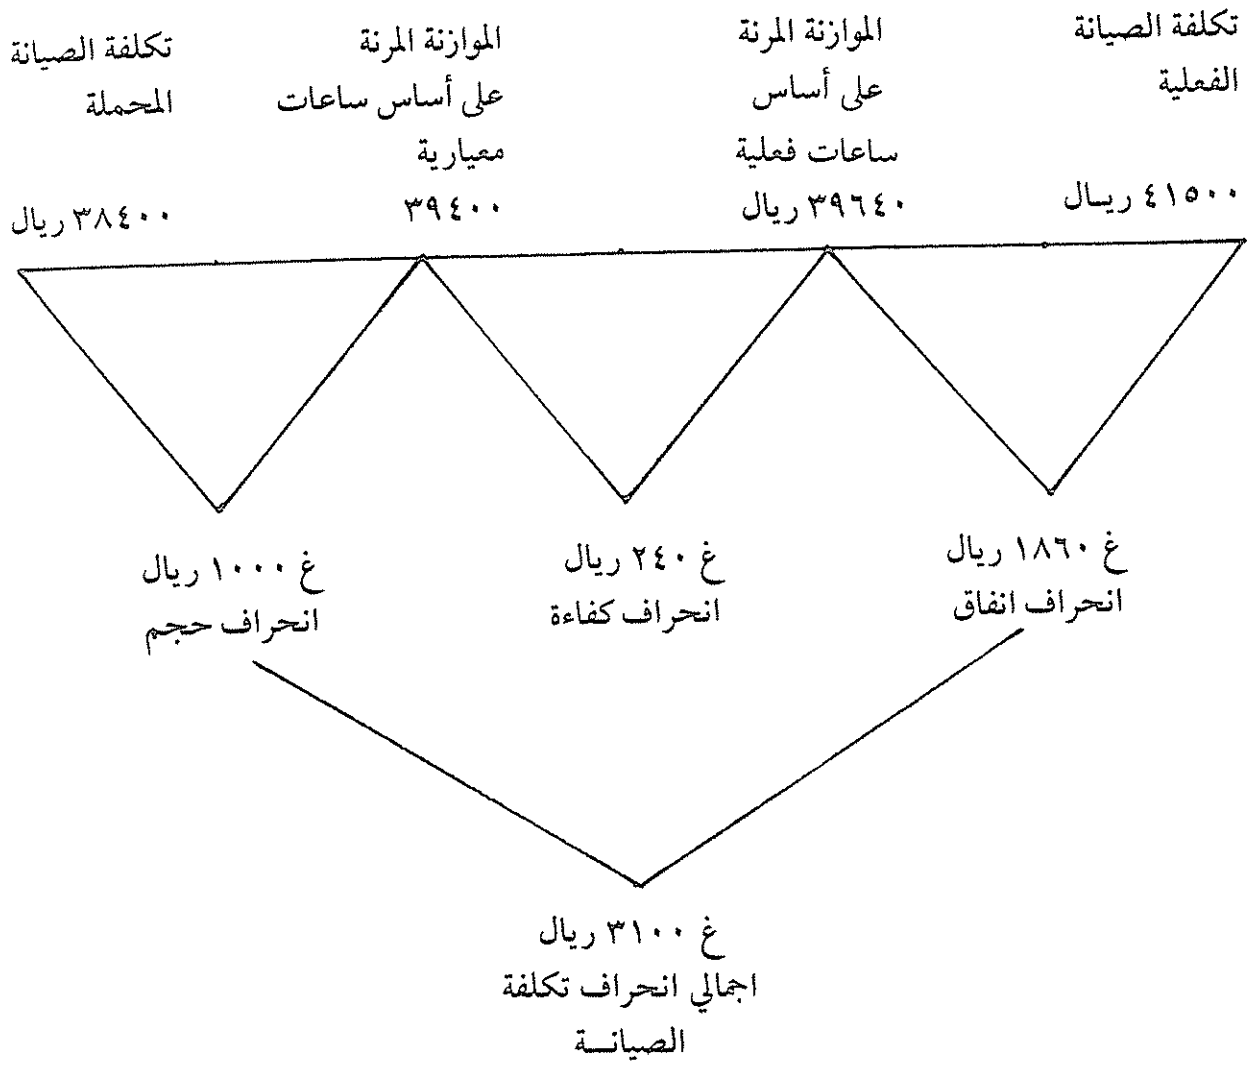 تكلفة الصيانة
الفعلية
٤١٥٠٠ ريـال
الموازنة المرنة
على أساس
ساعات فعلية
٣٩٦٤٠ ريال
الموازنة المرنة
على أساس ساعات
معيارية
٣٩٤٠٠
تكلفة الصيانة
المحملة
٣٨٤٠٠ ريال
غ ١٨٦٠ ريال
انحراف انفاق
غ ٢٤٠ ريال
انحراف كفاءة
غ ١٠٠٠ ريال
انحراف حجم
غ ٣١٠٠ ريال
اجمالي انحراف تكلفة
الصيانــة